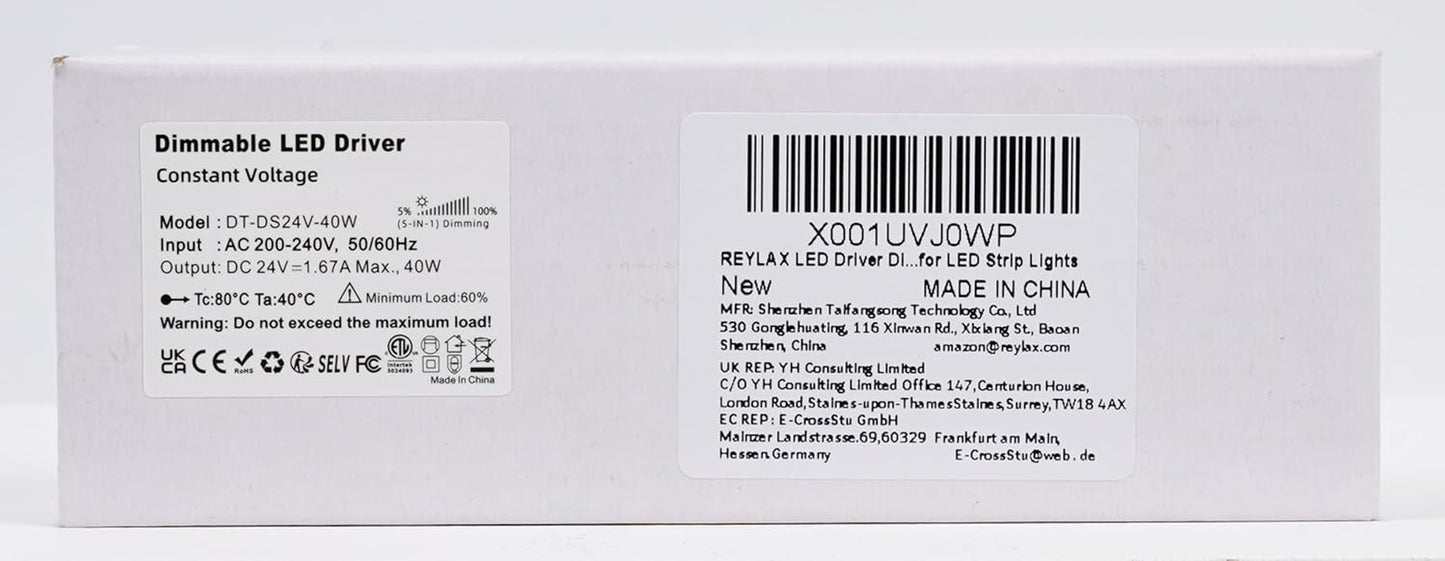 Dimmable LED Driver
Constant Voltage
Model : DT-DS24V-40W
5% 100%
(5-IN-1) Dimming
Input : AC 200-240V, 50/60Hz
Output: DC 24V=1.67A Max., 40W
Tc:80°C Ta:40°C Minimum Load:60%
Warning: Do not exceed the maximum load!
UK CA CE RoHS SELV FC ETL Intertek 5024093
Made In China
X001UVJ0WP
REYLAX LED Driver Di...for LED Strip Lights
New MADE IN CHINA
MFR: Shenzhen Taifangsong Technology Co., Ltd
530 Gonglehuating, 116 Xinwan Rd., Xixiang St., Baoan
Shenzhen, China amazon@reylax.com
UK REP: YH Consulting Limited
C/O YH Consulting Limited Office 147,Centurion House,
London Road,Staines-upon-ThamesStaines,Surrey,TW18 4AX
EC REP: E-CrossStu GmbH
Mainzer Landstrasse.69,60329 Frankfurt am Main,
Hessen.Germany E-CrossStu@web.de